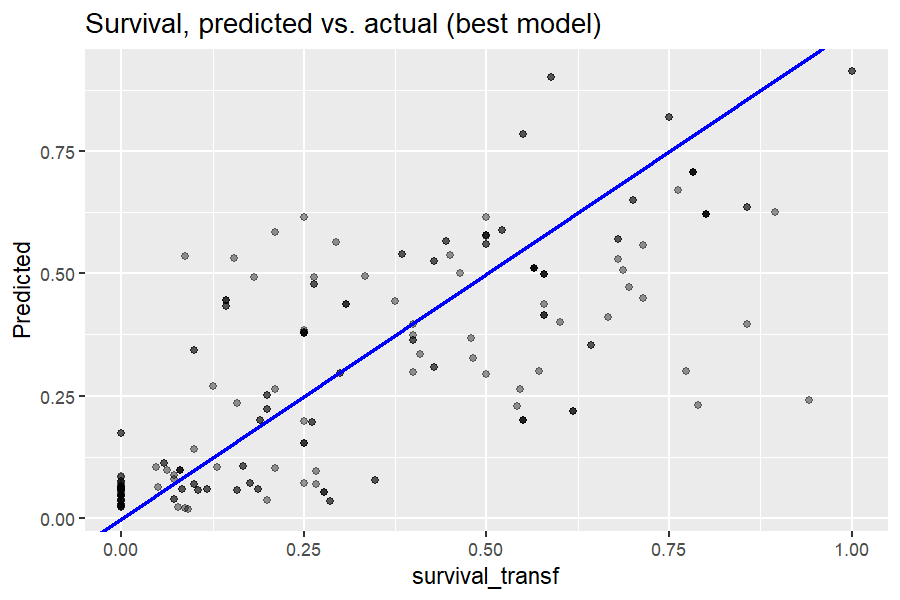 Survival, predicted vs. actual (best model)
Predicted
0.75
0.50
0.25
0.00
0.00 0.25 0.50 0.75 1.00
survival_transf